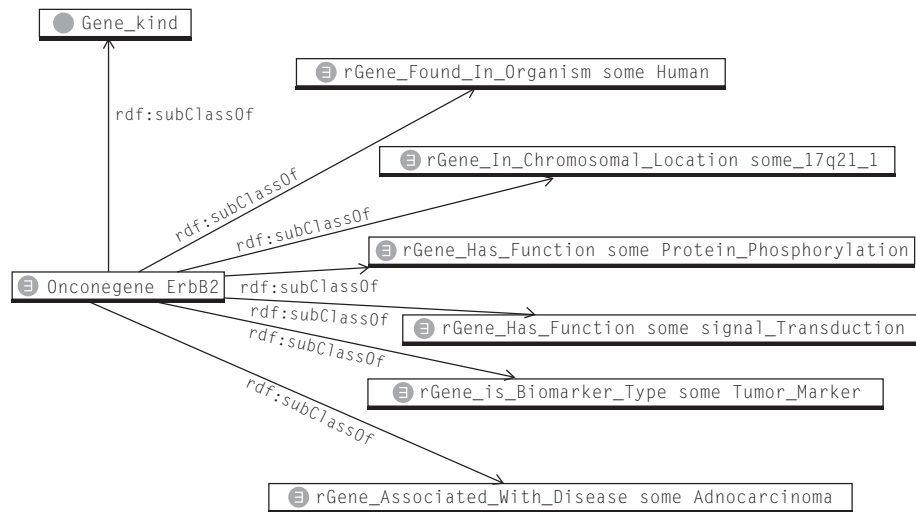 Gene_kind
rGene_Found_In_Organism some Human
rdf:subClassOf
rGene_In_Chromosomal_Location some_17q21_1
rdf:subClassOf
rdf:subClassOf
rGene_Has_Function some Protein_Phosphorylation
Onconegene ErbB2
rdf:subClassOf
rdf:subClassOf
rGene_Has_Function some signal_Transduction
rdf:subClassOf
rGene_is_Biomarker_Type some Tumor_Marker
rdf:subClassOf
rGene_Associated_With_Disease some Adnocarcinoma